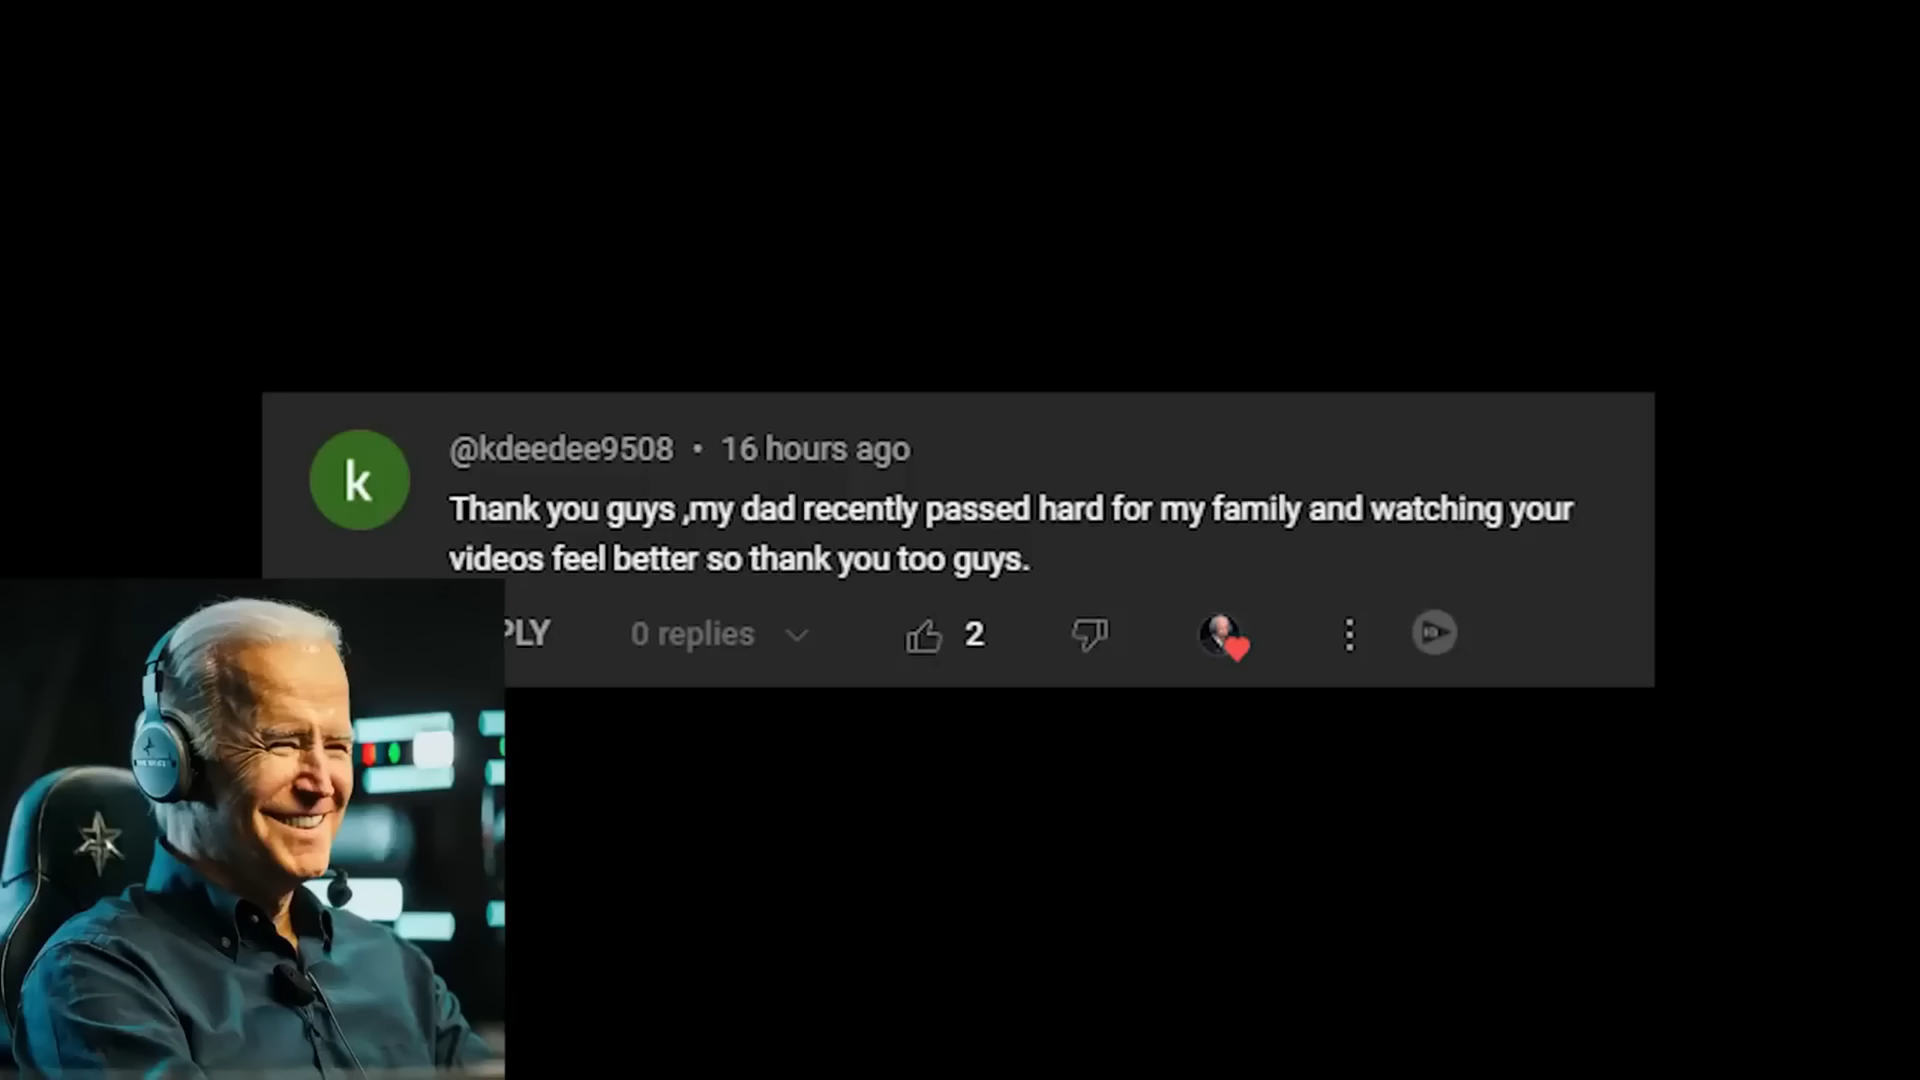 k
@kdeedee9508 • 16 hours ago
Thank you guys ,my dad recently passed hard for my family and watching your
videos feel better so thank you too guys.
PLY 0 replies 2